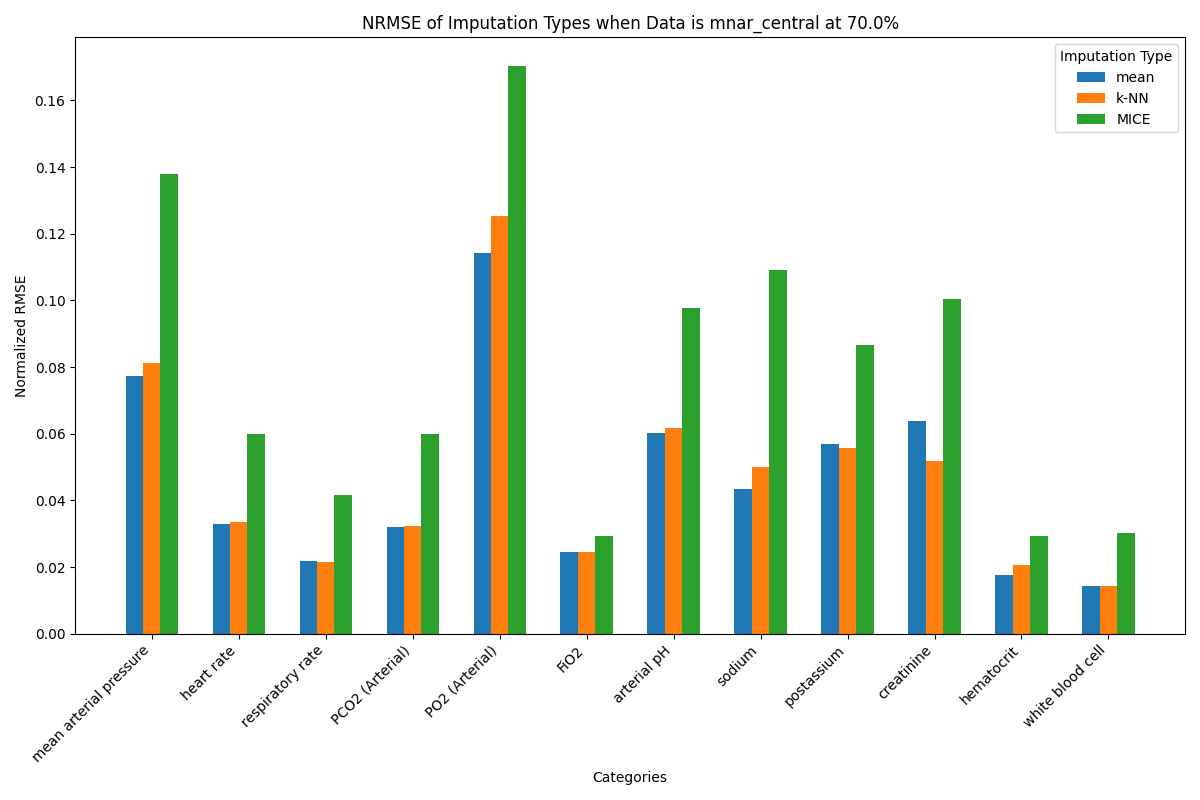 NRMSE of Imputation Types when Data is mnar_central at 70.0%
Imputation Type
mean
k-NN
MICE
Normalized RMSE
0.16
0.14
0.12
0.10
0.08
0.06
0.04
0.02
0.00
mean arterial pressure
heart rate
respiratory rate
PCO2 (Arterial)
PO2 (Arterial)
FiO2
arterial pH
sodium
postassium
creatinine
hematocrit
white blood cell
Categories